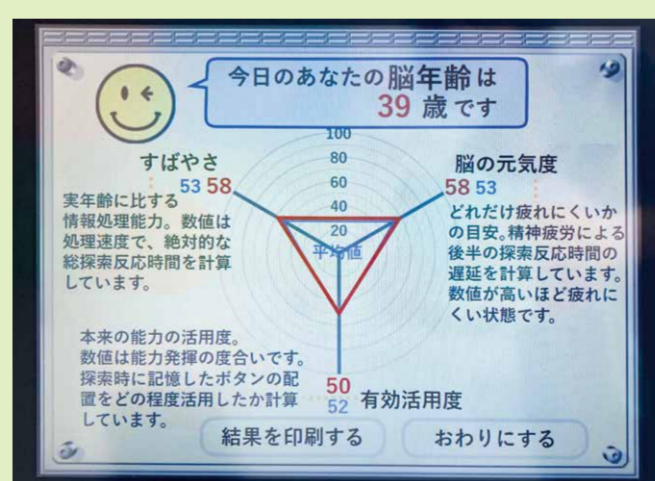 今日のあなたの脳年齢は
39 歳です
100
80
60
40
20
平均値
すばやさ
53 58
実年齢に比する
情報処理能力。数値は
処理速度で、絶対的な
総探索反応時間を計算
しています。
脳の元気度
58 53
どれだけ疲れにくいか
の目安。精神疲労による
後半の探索反応時間の
遅延を計算しています。
数値が高いほど疲れに
くい状態です。
本来の能力の活用度。
数値は能力発揮の度合いです。
探索時に記憶したボタンの配
置をどの程度活用したか計算
しています。
50
52
有効活用度
結果を印刷する
おわりにする